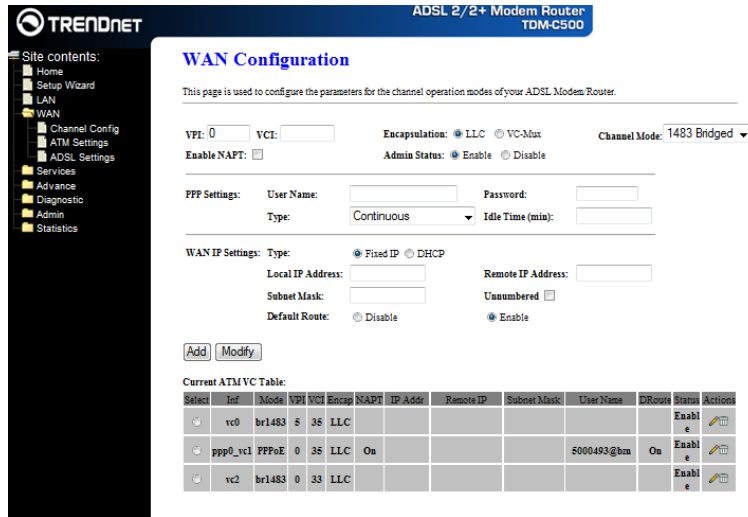 TRENDNET
ADSL 2/2+ Modem Router
TDM-C500
Site contents:
Home
Setup Wizard
LAN
WAN
Channel Config
ATM Settings
ADSL Settings
Services
Advance
Diagnostic
Admin
Statistics
WAN Configuration
This page is used to configure the parameters for the channel operation modes of your ADSL Modem/Router.
VPI: 0 VCI: Encapsulation: LLC VC-Mux Channel Mode: 1483 Bridged
Enable NAPT: Admin Status: Enable Disable
PPP Settings: User Name: Password:
Type: Continuous Idle Time (min):
WAN IP Settings: Type: Fixed IP DHCP
Local IP Address: Remote IP Address:
Subnet Mask: Unnumbered
Default Route: Disable Enable
Add Modify
Current ATM VC Table:
Select Inf Mode VPI VCI Encap NAPT IP Addr Remote IP Subnet Mask User Name DRoute Status Actions
vc0 br1483 5 35 LLC Enabl
e
ppp0_vc1 PPPoE 0 35 LLC On 5000493@bzn On Enabl
e
vc2 br1483 0 33 LLC Enabl
e